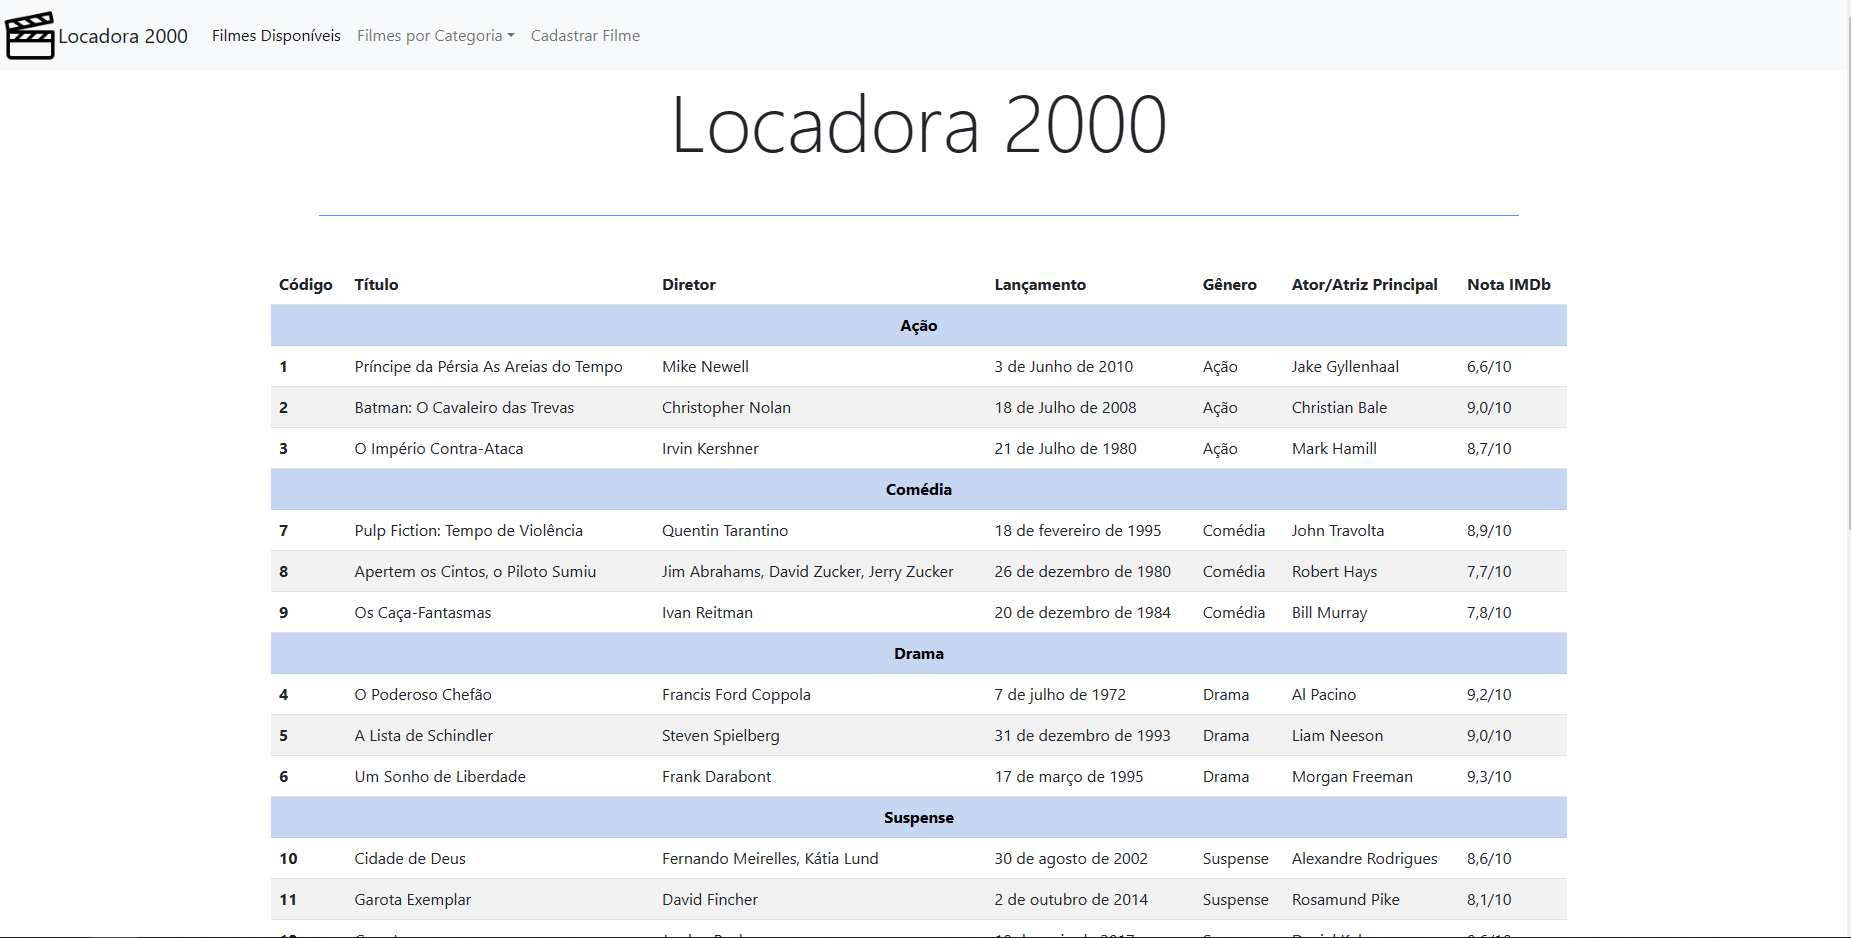 Locadora 2000 Filmes Disponíveis Filmes por Categoria Cadastrar Filme
Locadora 2000
Código Título Diretor Lançamento Gênero Ator/Atriz Principal Nota IMDb
Ação
1 Príncipe da Pérsia As Areias do Tempo Mike Newell 3 de Junho de 2010 Ação Jake Gyllenhaal 6,6/10
2 Batman: O Cavaleiro das Trevas Christopher Nolan 18 de Julho de 2008 Ação Christian Bale 9,0/10
3 O Império Contra-Ataca Irvin Kershner 21 de Julho de 1980 Ação Mark Hamill 8,7/10
Comédia
7 Pulp Fiction: Tempo de Violência Quentin Tarantino 18 de fevereiro de 1995 Comédia John Travolta 8,9/10
8 Apertem os Cintos, o Piloto Sumiu Jim Abrahams, David Zucker, Jerry Zucker 26 de dezembro de 1980 Comédia Robert Hays 7,7/10
9 Os Caça-Fantasmas Ivan Reitman 20 de dezembro de 1984 Comédia Bill Murray 7,8/10
Drama
4 O Poderoso Chefão Francis Ford Coppola 7 de julho de 1972 Drama Al Pacino 9,2/10
5 A Lista de Schindler Steven Spielberg 31 de dezembro de 1993 Drama Liam Neeson 9,0/10
6 Um Sonho de Liberdade Frank Darabont 17 de março de 1995 Drama Morgan Freeman 9,3/10
Suspense
10 Cidade de Deus Fernando Meirelles, Kátia Lund 30 de agosto de 2002 Suspense Alexandre Rodrigues 8,6/10
11 Garota Exemplar David Fincher 2 de outubro de 2014 Suspense Rosamund Pike 8,1/10